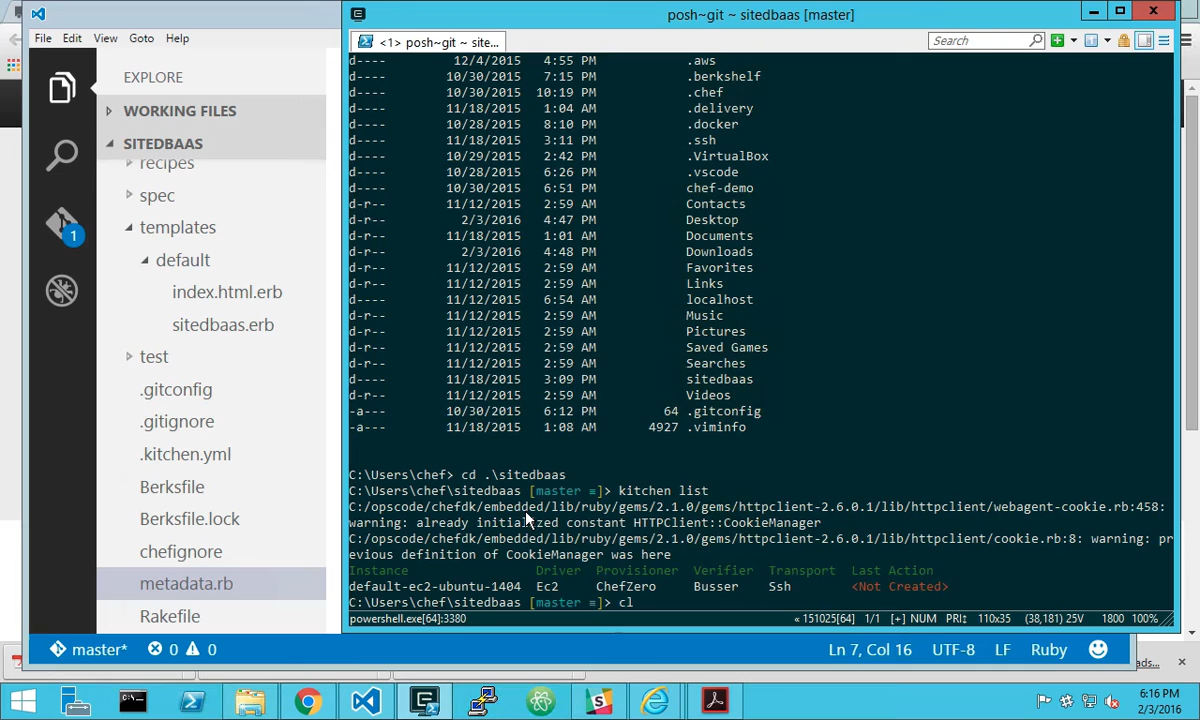 File Edit View Goto Help
EXPLORE
WORKING FILES
SITEDBAAS
recipes
spec
templates
default
index.html.erb
sitedbaas.erb
test
.gitconfig
.gitignore
.kitchen.yml
Berksfile
Berksfile.lock
chefignore
metadata.rb
Rakefile
1
master* 0 0
Ln 7, Col 16 UTF-8 LF Ruby
posh~git ~ sitedbaas [master]
<1> posh~git ~ site...
Search
d---- 12/4/2015 4:55 PM .aws
d---- 10/30/2015 7:15 PM .berkshelf
d---- 10/30/2015 10:19 PM .chef
d---- 11/18/2015 1:04 AM .delivery
d---- 10/28/2015 8:10 PM .docker
d---- 11/18/2015 3:11 PM .ssh
d---- 10/29/2015 2:42 PM .VirtualBox
d---- 10/28/2015 6:26 PM .vscode
d---- 10/30/2015 6:51 PM chef-demo
d-r-- 11/12/2015 2:59 AM Contacts
d-r-- 2/3/2016 4:47 PM Desktop
d-r-- 11/18/2015 1:01 AM Documents
d-r-- 2/3/2016 4:48 PM Downloads
d-r-- 11/12/2015 2:59 AM Favorites
d-r-- 11/12/2015 2:59 AM Links
d---- 11/12/2015 6:54 PM localhost
d-r-- 11/12/2015 2:59 AM Music
d-r-- 11/12/2015 2:59 AM Pictures
d-r-- 11/12/2015 2:59 AM Saved Games
d-r-- 11/12/2015 2:59 AM Searches
d---- 11/18/2015 3:09 PM sitedbaas
d-r-- 11/12/2015 2:59 AM Videos
-a--- 10/30/2015 6:12 PM 64 .gitconfig
-a--- 11/18/2015 1:08 AM 4927 .viminfo
C:\Users\chef> cd .\sitedbaas
C:\Users\chef\sitedbaas [master ≡]> kitchen list
C:/opscode/chefdk/embedded/lib/ruby/gems/2.1.0/gems/httpclient-2.6.0.1/lib/httpclient/webagent-cookie.rb:458:
warning: already initialized constant HTTPClient::CookieManager
C:/opscode/chefdk/embedded/lib/ruby/gems/2.1.0/gems/httpclient-2.6.0.1/lib/httpclient/cookie.rb:8: warning: pr
evious definition of CookieManager was here
Instance Driver Provisioner Verifier Transport Last Action
default-ec2-ubuntu-1404 Ec2 ChefZero Busser Ssh <Not Created>
C:\Users\chef\sitedbaas [master ≡]> cl
powershell.exe[64]:3380 « 151025[64] 1/1 [+] NUM PRI↕ 110x35 (38,181) 25V 1800 100%
ads...
6:16 PM
2/3/2016